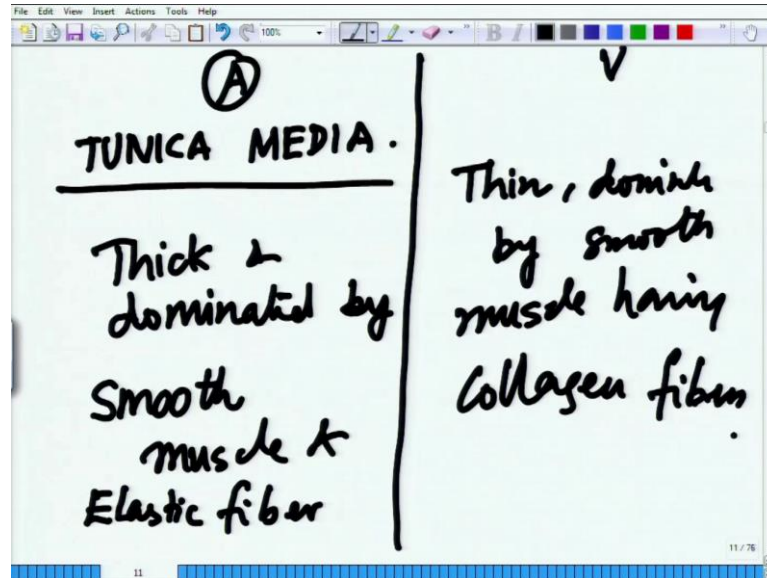 File Edit View Insert Actions Tools Help
100%
A
TUNICA MEDIA.
Thick &
dominated by
Smooth
muscle &
Elastic fiber
V
Thin, domink
by smooth
muscle having
Collagen fibers
.
11 / 76
11